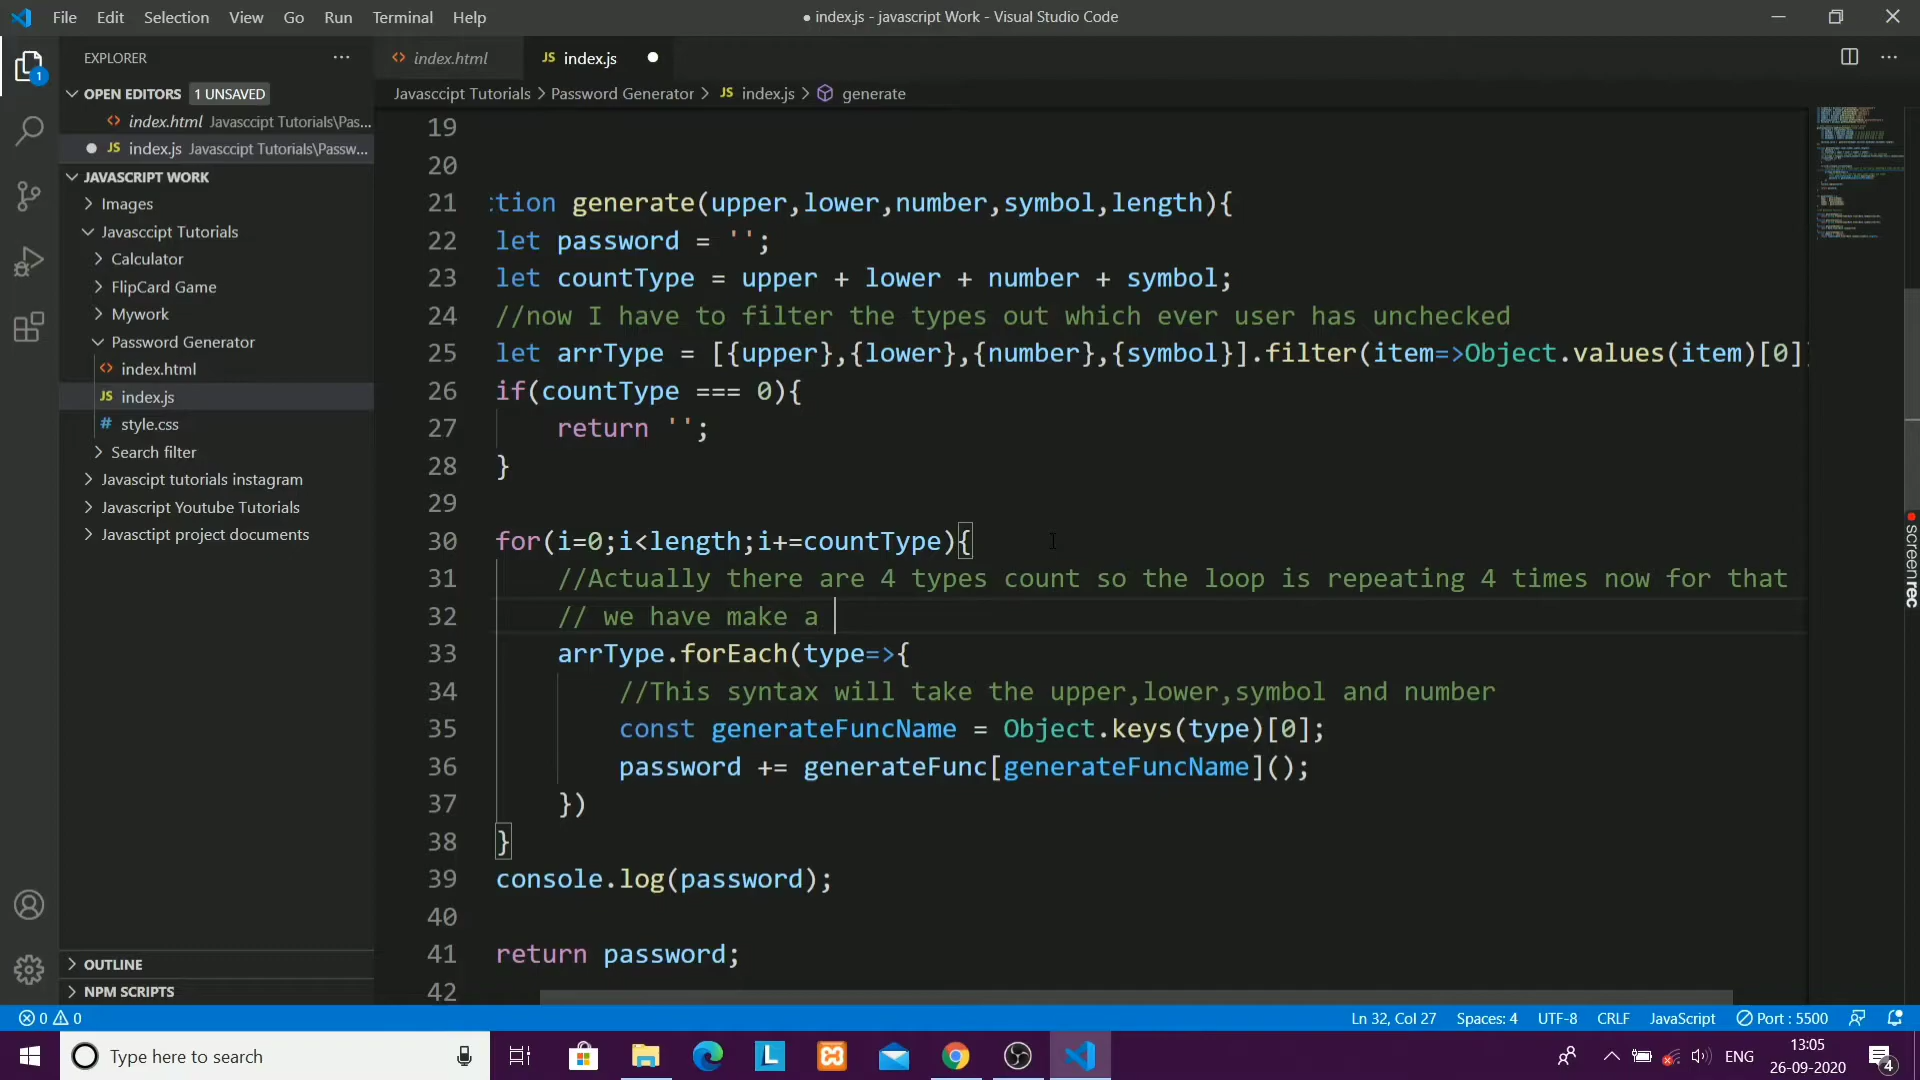 File Edit Selection View Go Run Terminal Help
● index.js - javascript Work - Visual Studio Code
EXPLORER
OPEN EDITORS 1 UNSAVED
index.html Javasccipt Tutorials\Pas...
JS index.js Javasccipt Tutorials\Passw...
JAVASCRIPT WORK
Images
Javasccipt Tutorials
Calculator
FlipCard Game
Mywork
Password Generator
index.html
JS index.js
# style.css
Search filter
Javascipt tutorials instagram
Javascript Youtube Tutorials
Javasctipt project documents
OUTLINE
NPM SCRIPTS
index.html
JS index.js
Javasccipt Tutorials > Password Generator > JS index.js > generate
19
20
21 tion generate(upper,lower,number,symbol,length){
22 let password = '';
23 let countType = upper + lower + number + symbol;
24 //now I have to filter the types out which ever user has unchecked
25 let arrType = [{upper},{lower},{number},{symbol}].filter(item=>Object.values(item)[0]
26 if(countType === 0){
27 return '';
28 }
29
30 for(i=0;i<length;i+=countType){
31 //Actually there are 4 types count so the loop is repeating 4 times now for that
32 // we have make a
33 arrType.forEach(type=>{
34 //This syntax will take the upper,lower,symbol and number
35 const generateFuncName = Object.keys(type)[0];
36 password += generateFunc[generateFuncName]();
37 })
38 }
39 console.log(password);
40
41 return password;
42
screenrec
0 0
Ln 32, Col 27 Spaces: 4 UTF-8 CRLF JavaScript Port : 5500
Type here to search
ENG
13:05
26-09-2020
4